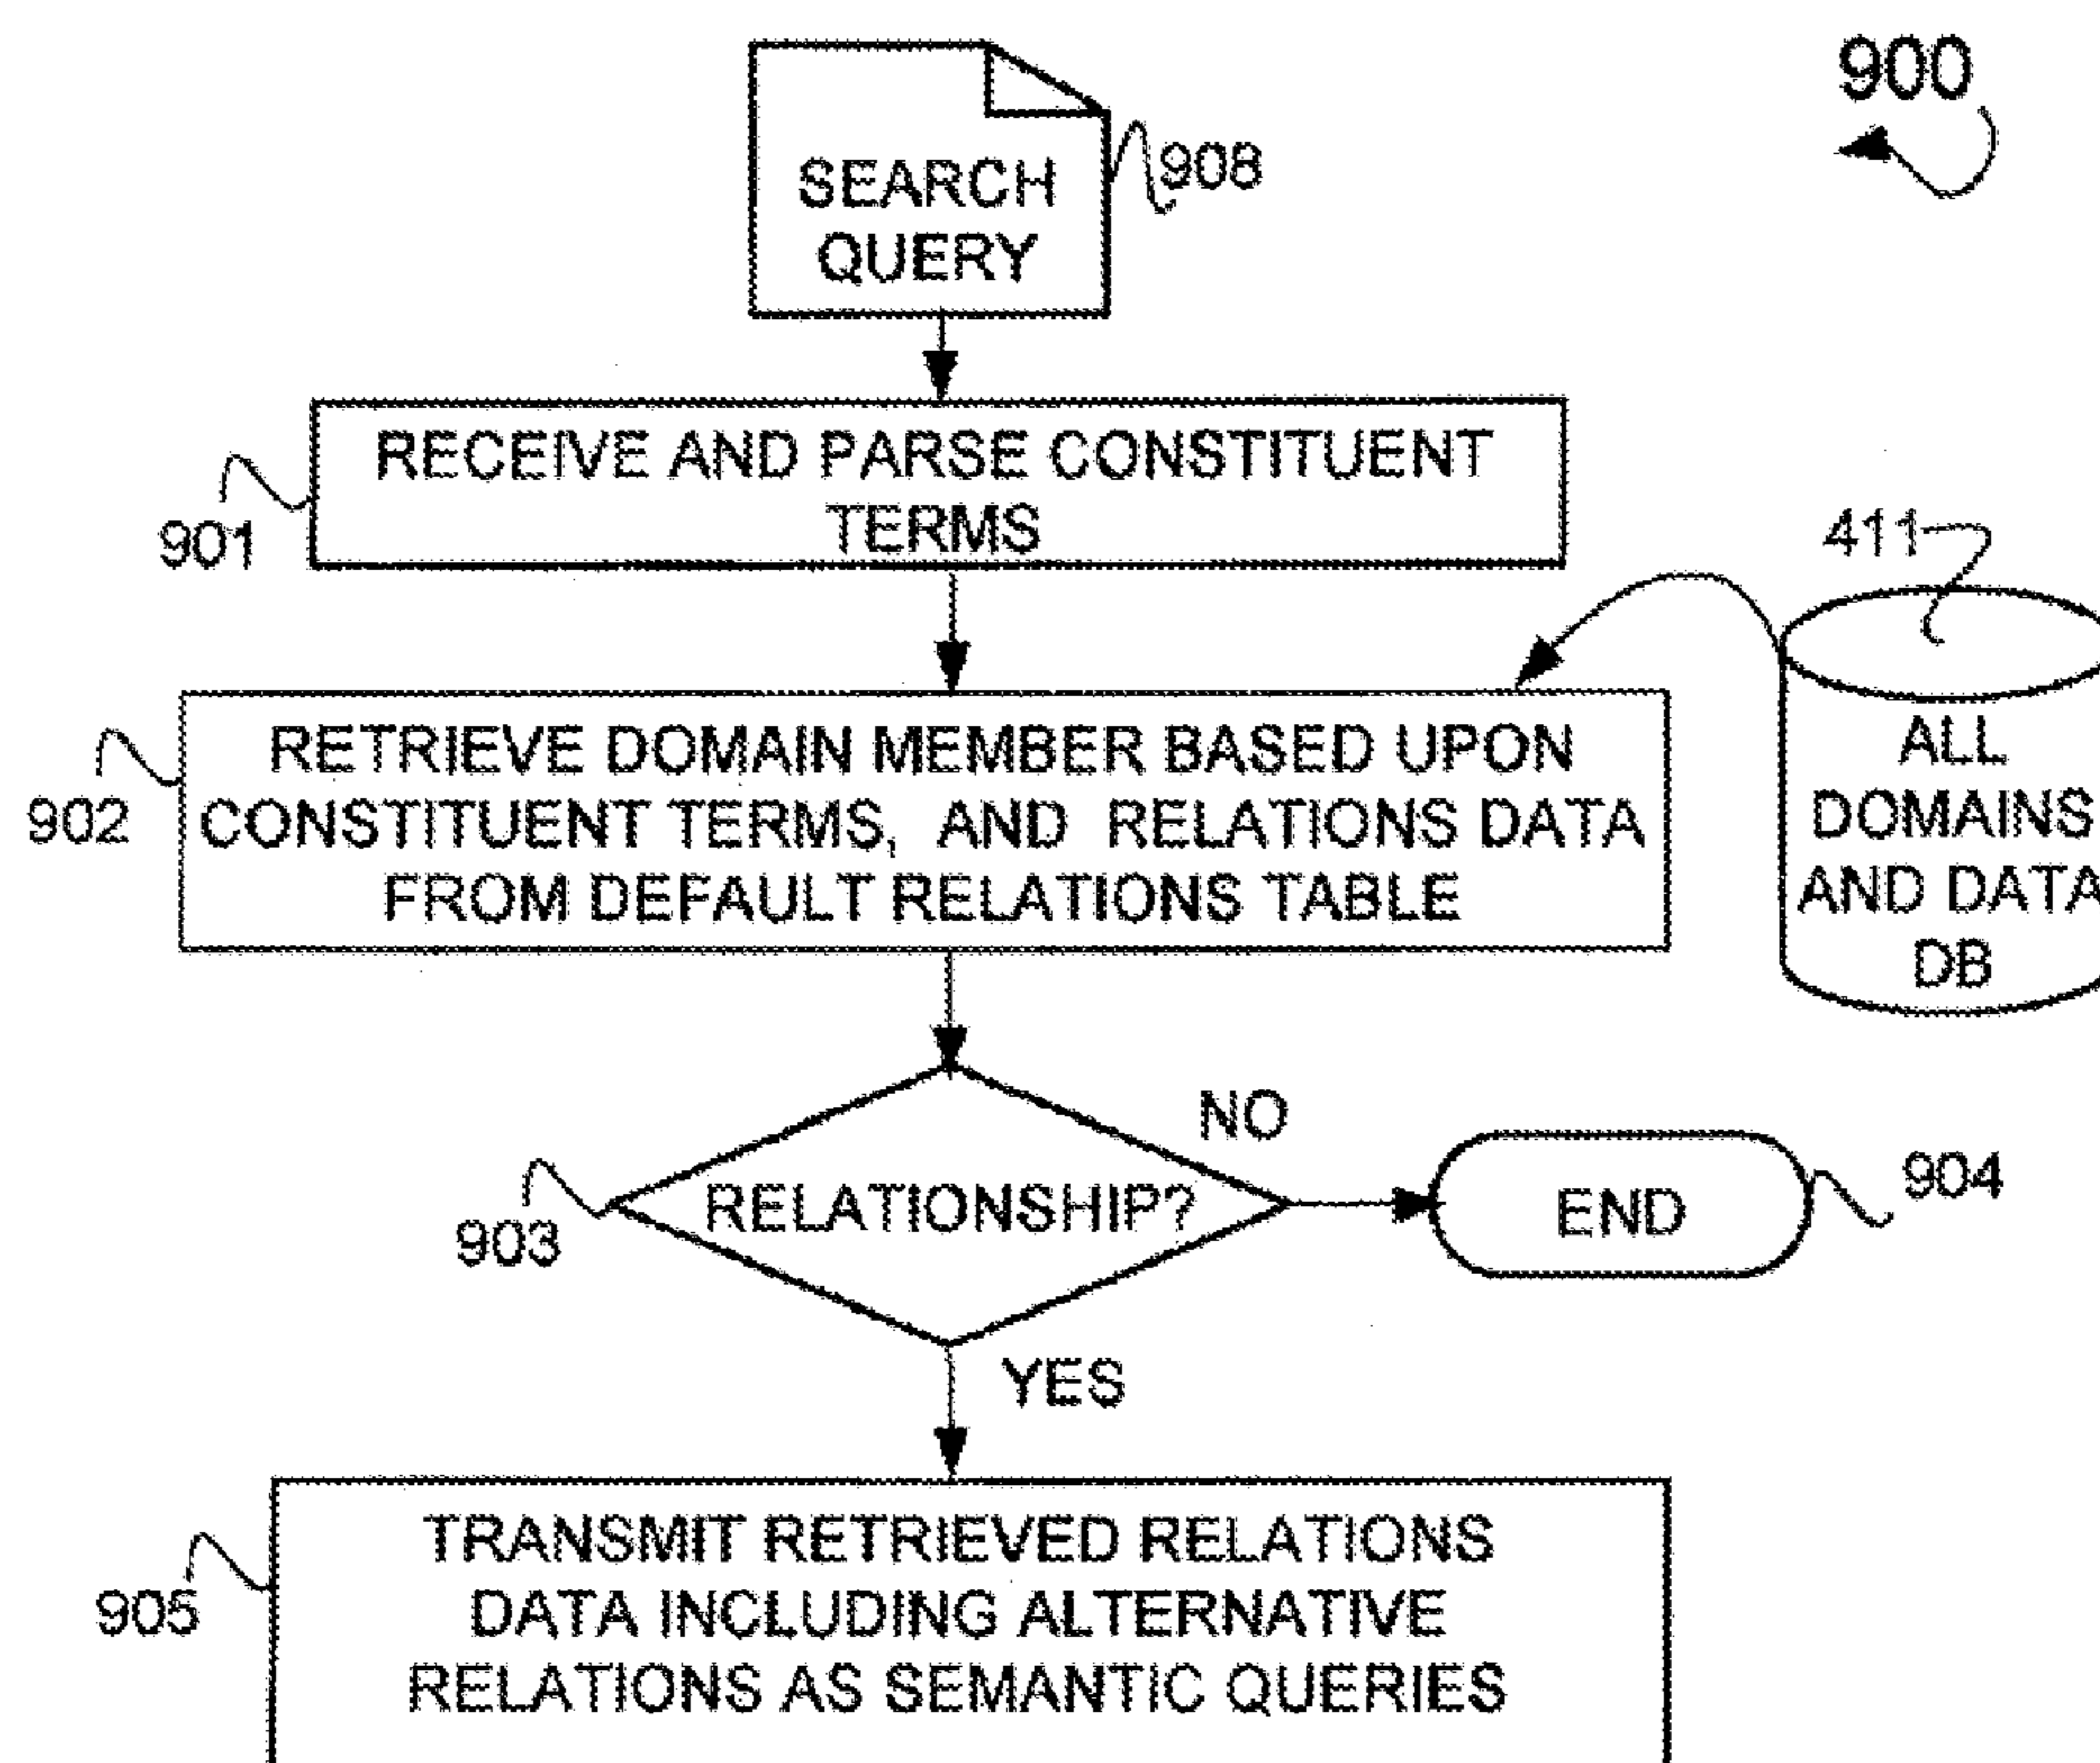 900
SEARCH
QUERY
908
RECEIVE AND PARSE CONSTITUENT
TERMS
901
411
RETRIEVE DOMAIN MEMBER BASED UPON
CONSTITUENT TERMS, AND RELATIONS DATA
FROM DEFAULT RELATIONS TABLE
902
ALL
DOMAINS
AND DATA
DB
NO
RELATIONSHIP?
903
END
904
YES
TRANSMIT RETRIEVED RELATIONS
DATA INCLUDING ALTERNATIVE
RELATIONS AS SEMANTIC QUERIES
905